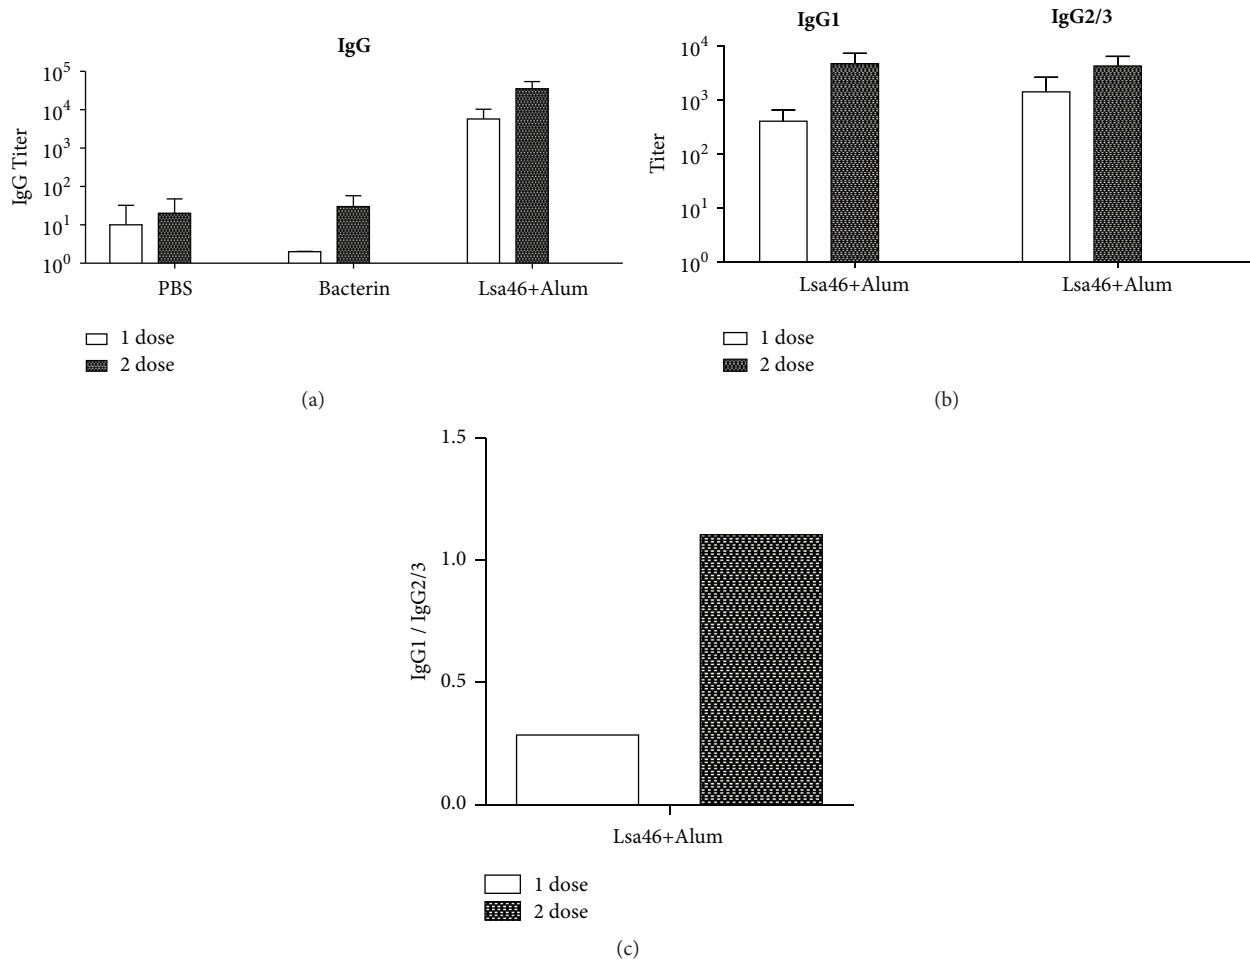 IgG
IgG Titer
10^5
10^4
10^3
10^2
10^1
10^0
PBS
Bacterin
Lsa46+Alum
1 dose
2 dose
(a)
IgG1
IgG2/3
Titer
10^4
10^3
10^2
10^1
10^0
Lsa46+Alum
Lsa46+Alum
1 dose
2 dose
(b)
IgG1 / IgG2/3
1.5
1.0
0.5
0.0
Lsa46+Alum
1 dose
2 dose
(c)